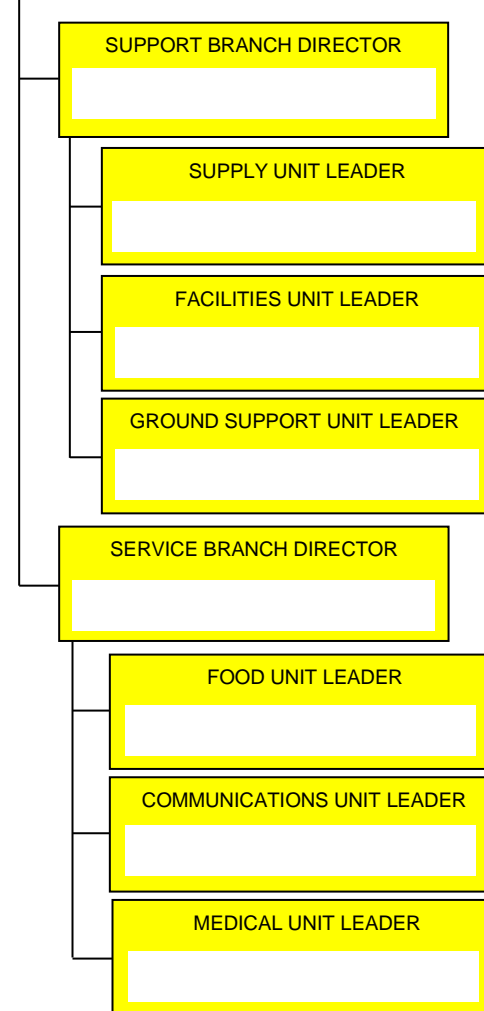 SUPPORT BRANCH DIRECTOR
SUPPLY UNIT LEADER
FACILITIES UNIT LEADER
GROUND SUPPORT UNIT LEADER
SERVICE BRANCH DIRECTOR
FOOD UNIT LEADER
COMMUNICATIONS UNIT LEADER
MEDICAL UNIT LEADER